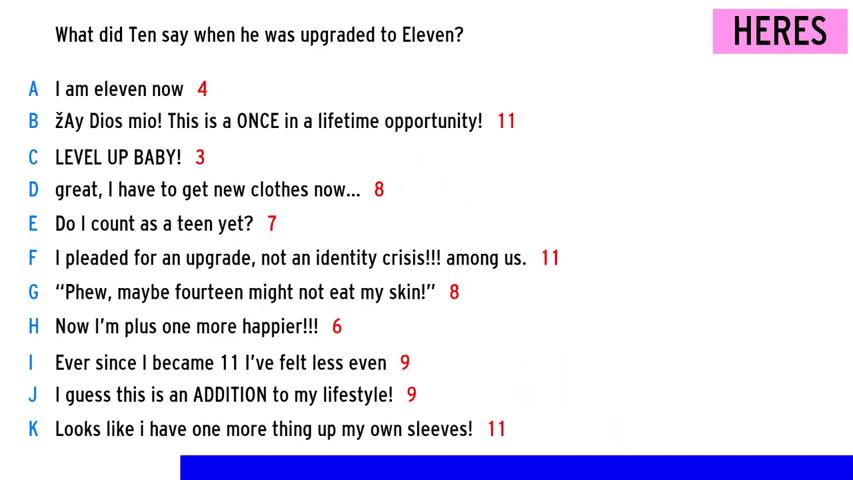 What did Ten say when he was upgraded to Eleven?
HERES
A I am eleven now 4
B žAy Dios mio! This is a ONCE in a lifetime opportunity! 11
C LEVEL UP BABY! 3
D great, I have to get new clothes now... 8
E Do I count as a teen yet? 7
F I pleaded for an upgrade, not an identity crisis!!! among us. 11
G “Phew, maybe fourteen might not eat my skin!” 8
H Now I’m plus one more happier!!! 6
I Ever since I became 11 I’ve felt less even 9
J I guess this is an ADDITION to my lifestyle! 9
K Looks like i have one more thing up my own sleeves! 11